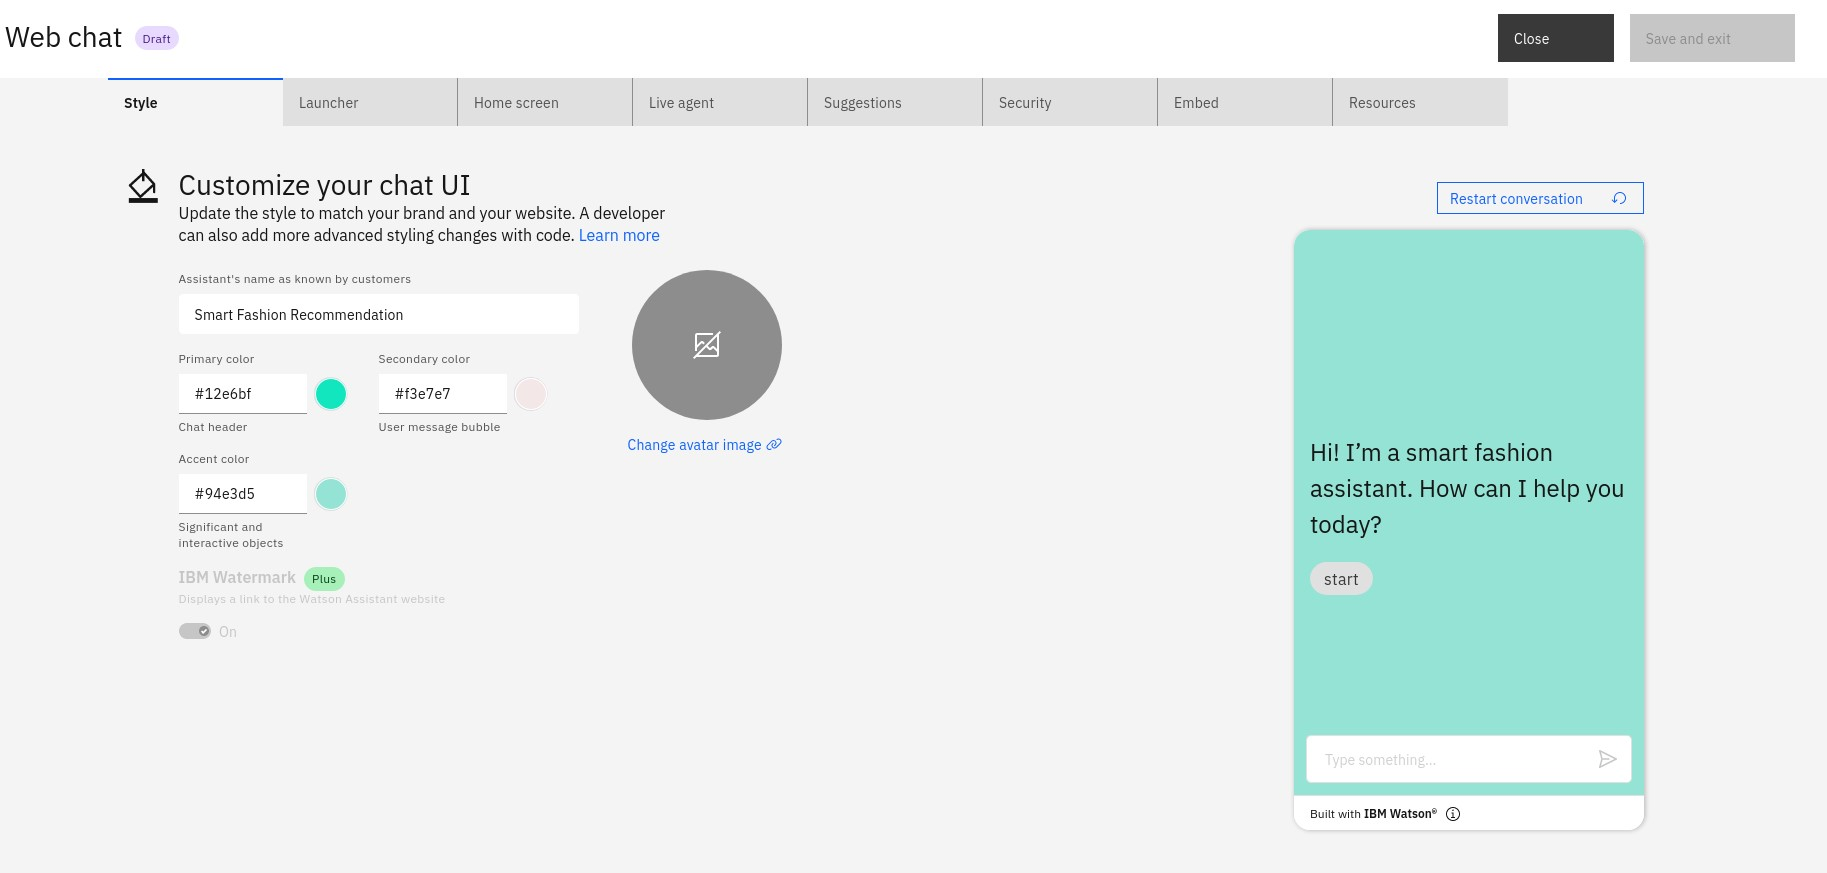 Web chat
Draft
Close
Save and exit
Style
Launcher
Home screen
Live agent
Suggestions
Security
Embed
Resources
Customize your chat UI
Update the style to match your brand and your website. A developer
can also add more advanced styling changes with code. Learn more
Assistant's name as known by customers
Smart Fashion Recommendation
Primary color
Secondary color
#12e6bf
#f3e7e7
Chat header
User message bubble
Accent color
#94e3d5
Significant and
interactive objects
IBM Watermark
Plus
Displays a link to the Watson Assistant website
On
Change avatar image
Restart conversation
Hi! I’m a smart fashion
assistant. How can I help you
today?
start
Type something...
Built with IBM Watson®